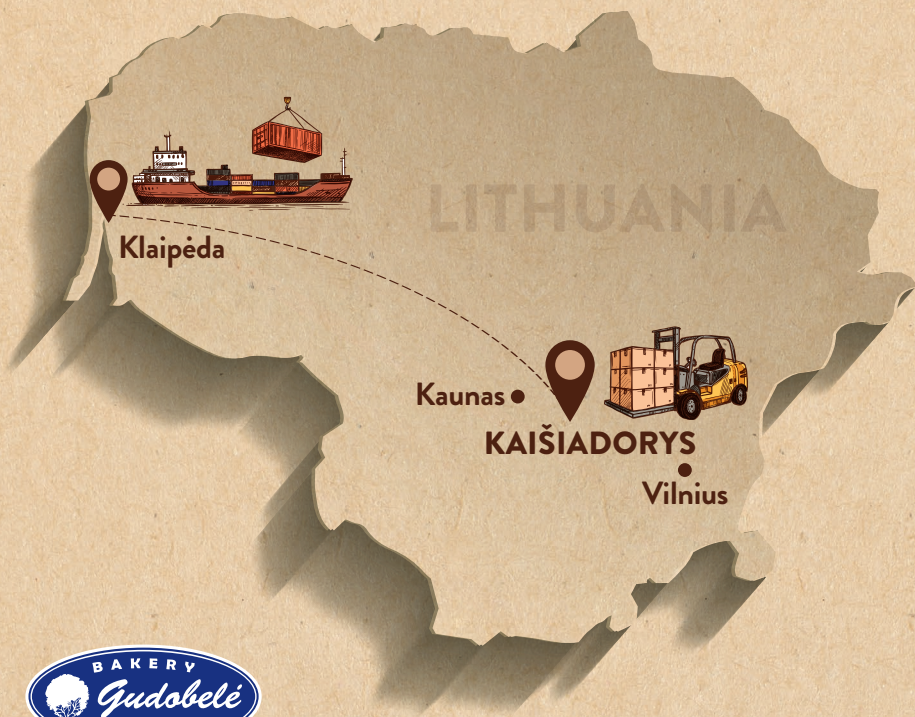 LITHUANIA
Klaipėda
Kaunas
KAIŠIADORYS
Vilnius
BAKERY
Gudobelė